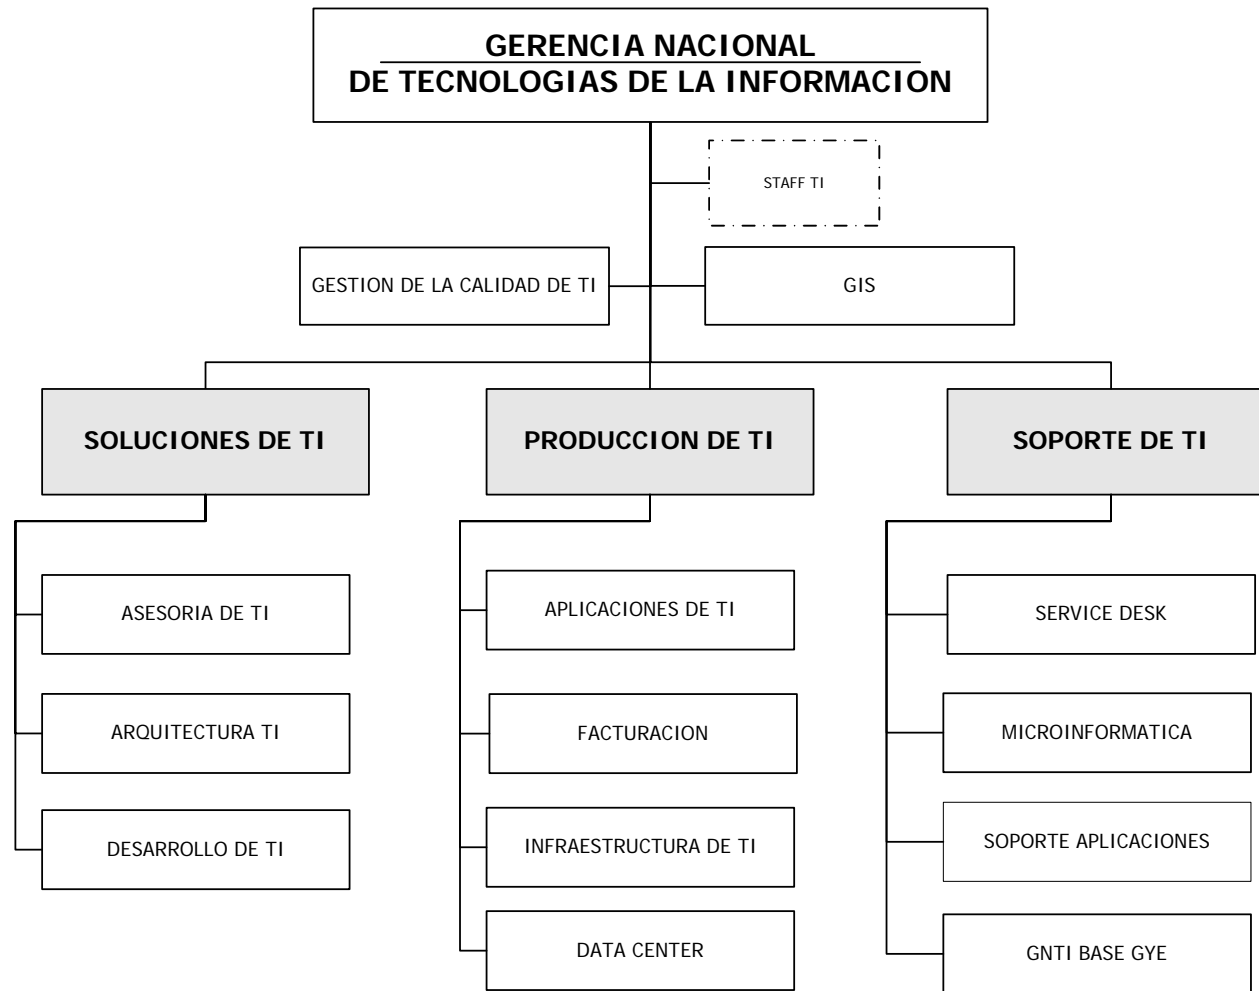 GERENCIA NACIONAL
DE TECNOLOGIAS DE LA INFORMACION
STAFF TI
GESTION DE LA CALIDAD DE TI
GIS
SOLUCIONES DE TI
PRODUCCION DE TI
SOPORTE DE TI
ASESORIA DE TI
ARQUITECTURA TI
DESARROLLO DE TI
APLICACIONES DE TI
FACTURACION
INFRAESTRUCTURA DE TI
DATA CENTER
SERVICE DESK
MICROINFORMATICA
SOPORTE APLICACIONES
GNTI BASE GYE